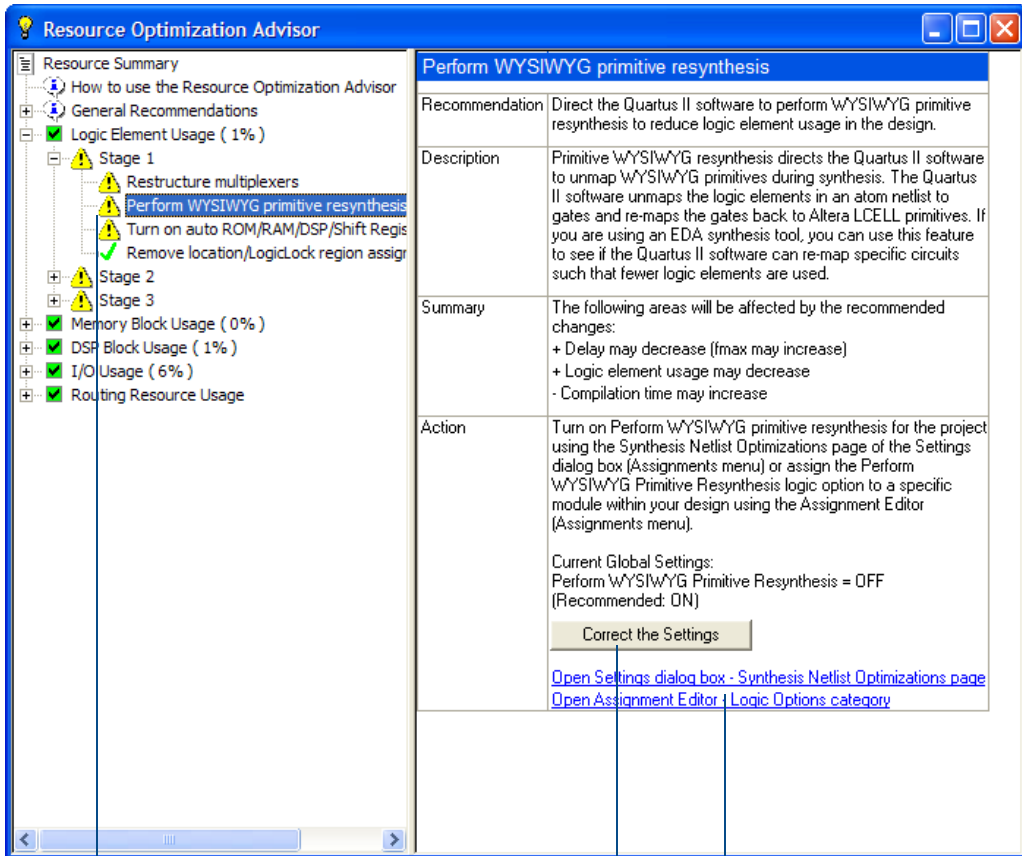 Resource Optimization Advisor
Resource Summary
How to use the Resource Optimization Advisor
General Recommendations
Logic Element Usage ( 1% )
Stage 1
Restructure multiplexers
Perform WYSIWYG primitive resynthesis
Turn on auto ROM/RAM/DSP/Shift Regis
Remove location/LogicLock region assigr
Stage 2
Stage 3
Memory Block Usage ( 0% )
DSP Block Usage ( 1% )
I/O Usage ( 6% )
Routing Resource Usage
Perform WYSIWYG primitive resynthesis
Recommendation
Direct the Quartus II software to perform WYSIWYG primitive
resynthesis to reduce logic element usage in the design.
Description
Primitive WYSIWYG resynthesis directs the Quartus II software
to unmap WYSIWYG primitives during synthesis. The Quartus
II software unmaps the logic elements in an atom netlist to
gates and re-maps the gates back to Altera LCELL primitives. If
you are using an EDA synthesis tool, you can use this feature
to see if the Quartus II software can re-map specific circuits
such that fewer logic elements are used.
Summary
The following areas will be affected by the recommended
changes:
+ Delay may decrease (fmax may increase)
+ Logic element usage may decrease
- Compilation time may increase
Action
Turn on Perform WYSIWYG primitive resynthesis for the project
using the Synthesis Netlist Optimizations page of the Settings
dialog box (Assignments menu) or assign the Perform
WYSIWYG Primitive Resynthesis logic option to a specific
module within your design using the Assignment Editor
(Assignments menu).
Current Global Settings:
Perform WYSIWYG Primitive Resynthesis = OFF
(Recommended: ON)
Correct the Settings
Open Settings dialog box - Synthesis Netlist Optimizations page
Open Assignment Editor - Logic Options category